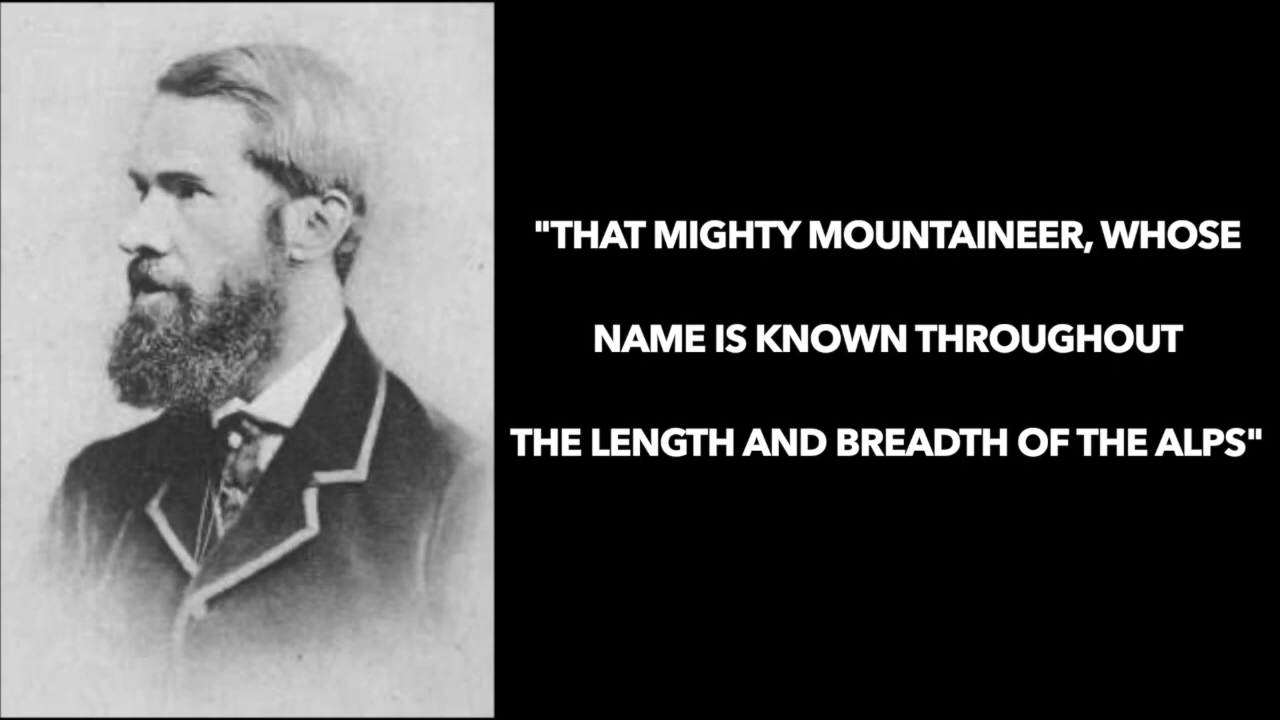 "THAT MIGHTY MOUNTAINEER, WHOSE
NAME IS KNOWN THROUGHOUT
THE LENGTH AND BREADTH OF THE ALPS"